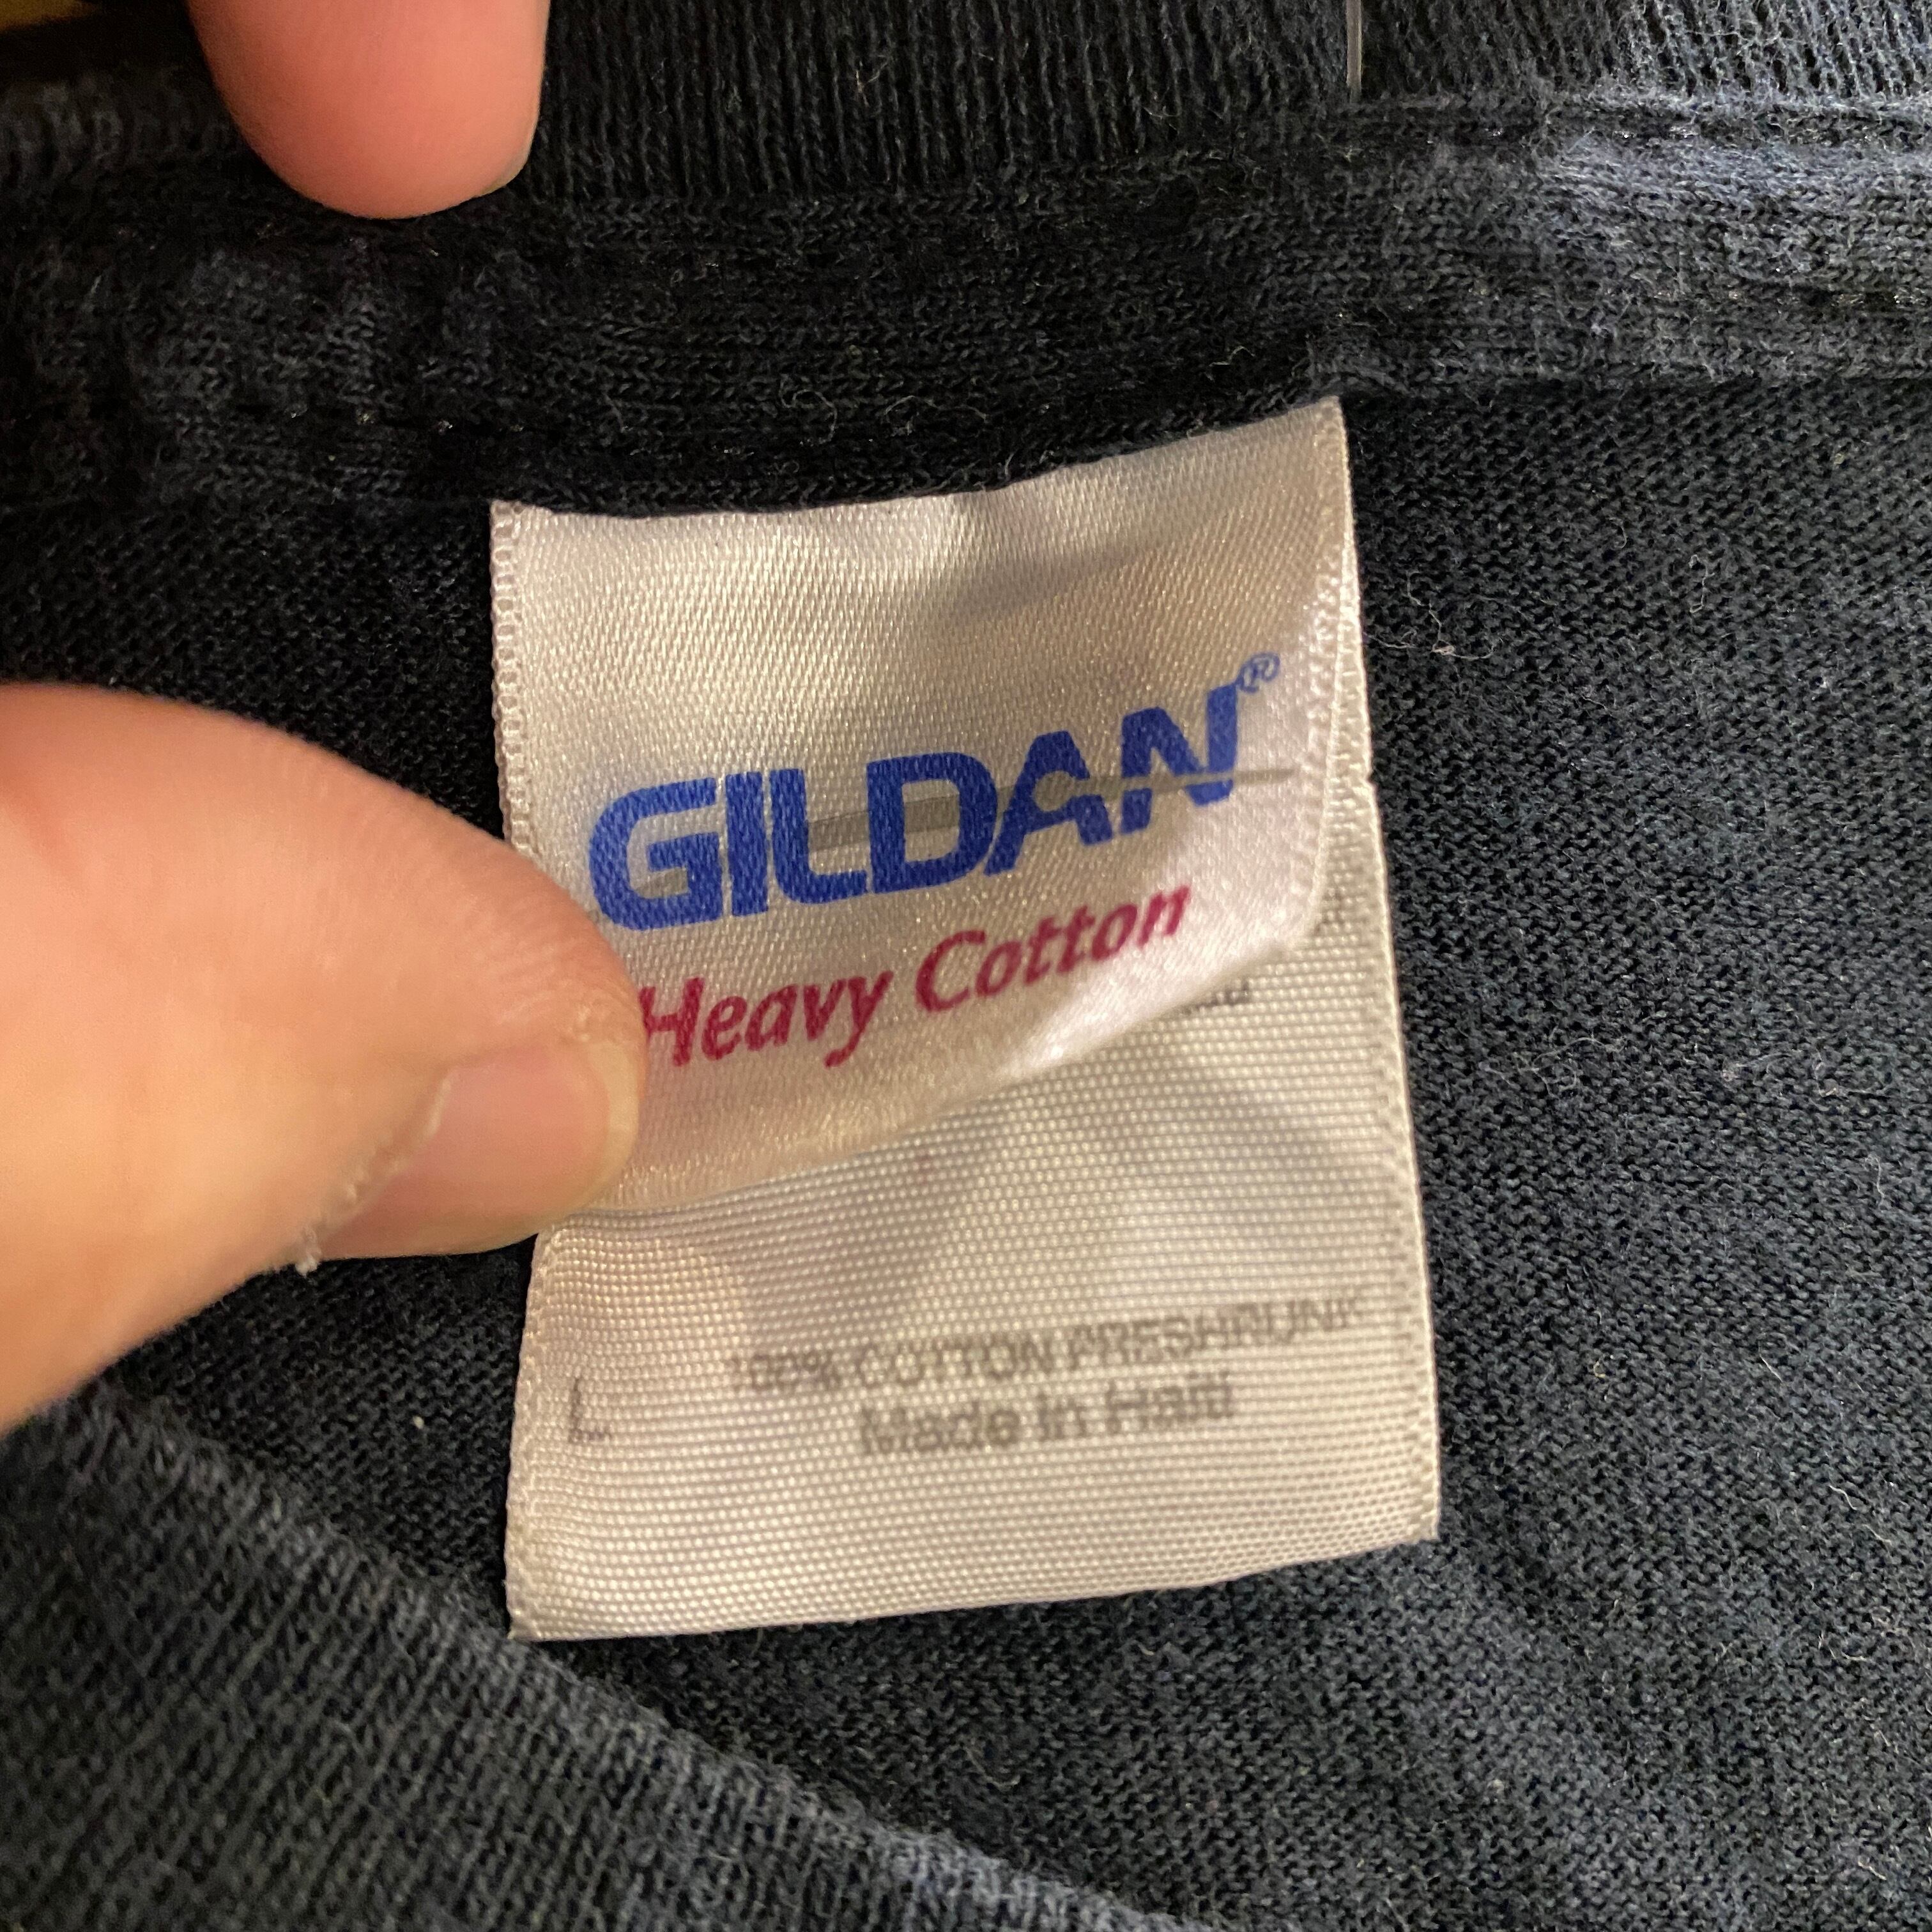 GILDAN®
Heavy Cotton
100% COTTON PRESHRUNK
L
Made in Haiti